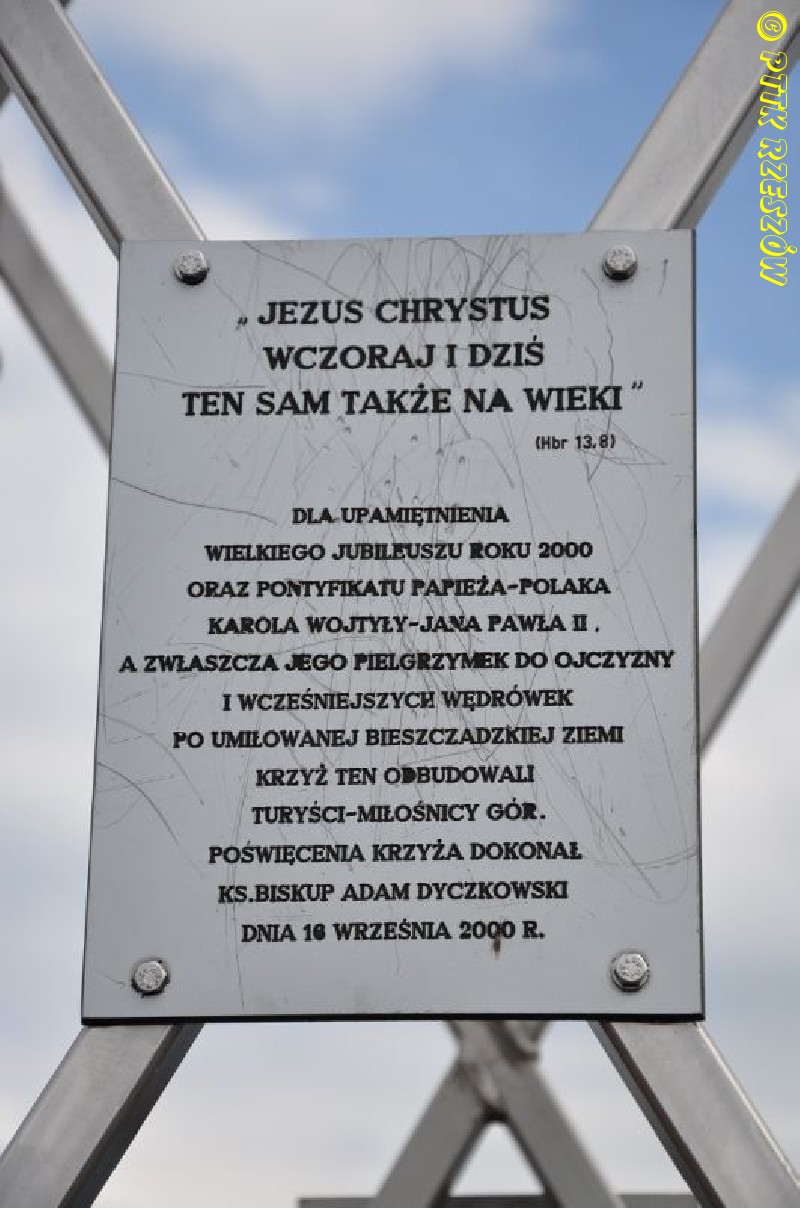 „JEZUS CHRYSTUS
WCZORAJ I DZIŚ
TEN SAM TAKŻE NA WIEKI"
(Hbr 13,8)
DLA UPAMIĘTNIENIA
WIELKIEGO JUBILEUSZU ROKU 2000
ORAZ PONTYFIKATU PAPIEŻA-POLAKA
KAROLA WOJTYŁY-JANA PAWŁA II,
A ZWŁASZCZA JEGO PIELGRZYMEK DO OJCZYZNY
I WCZEŚNIEJSZYCH WĘDRÓWEK
PO UMIŁOWANEJ BIESZCZADZKIEJ ZIEMI
KRZYŻ TEN ODBUDOWALI
TURYŚCI-MIŁOŚNICY GÓR.
POŚWIĘCENIA KRZYŻA DOKONAŁ
KS.BISKUP ADAM DYCZKOWSKI
DNIA 16 WRZEŚNIA 2000 R.
© PTTK RZESZÓW